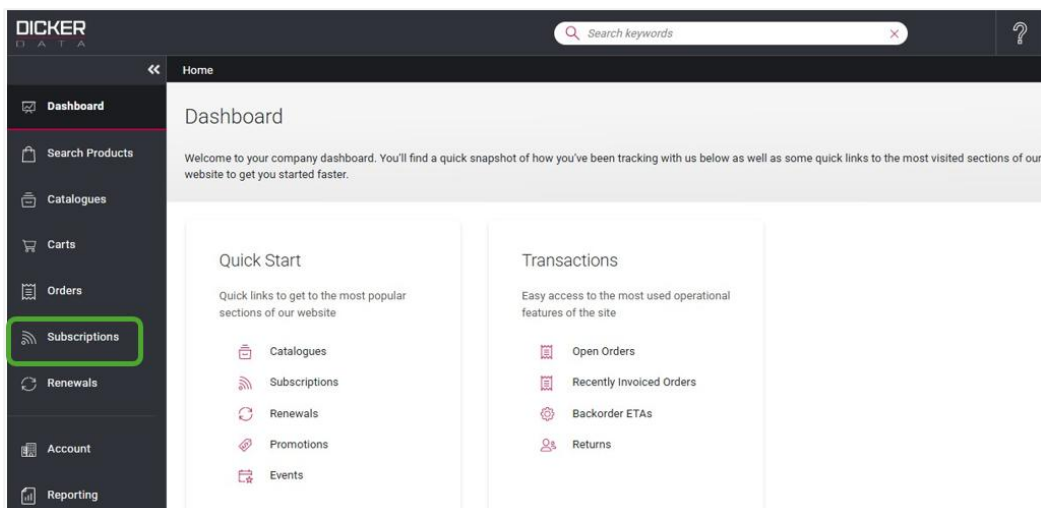 DICKER
DATA
Search keywords
Home
Dashboard
Search Products
Catalogues
Carts
Orders
Subscriptions
Renewals
Account
Reporting
Dashboard
Welcome to your company dashboard. You'll find a quick snapshot of how you've been tracking with us below as well as some quick links to the most visited sections of our
website to get you started faster.
Quick Start
Quick links to get to the most popular
sections of our website
Catalogues
Subscriptions
Renewals
Promotions
Events
Transactions
Easy access to the most used operational
features of the site
Open Orders
Recently Invoiced Orders
Backorder ETAs
Returns